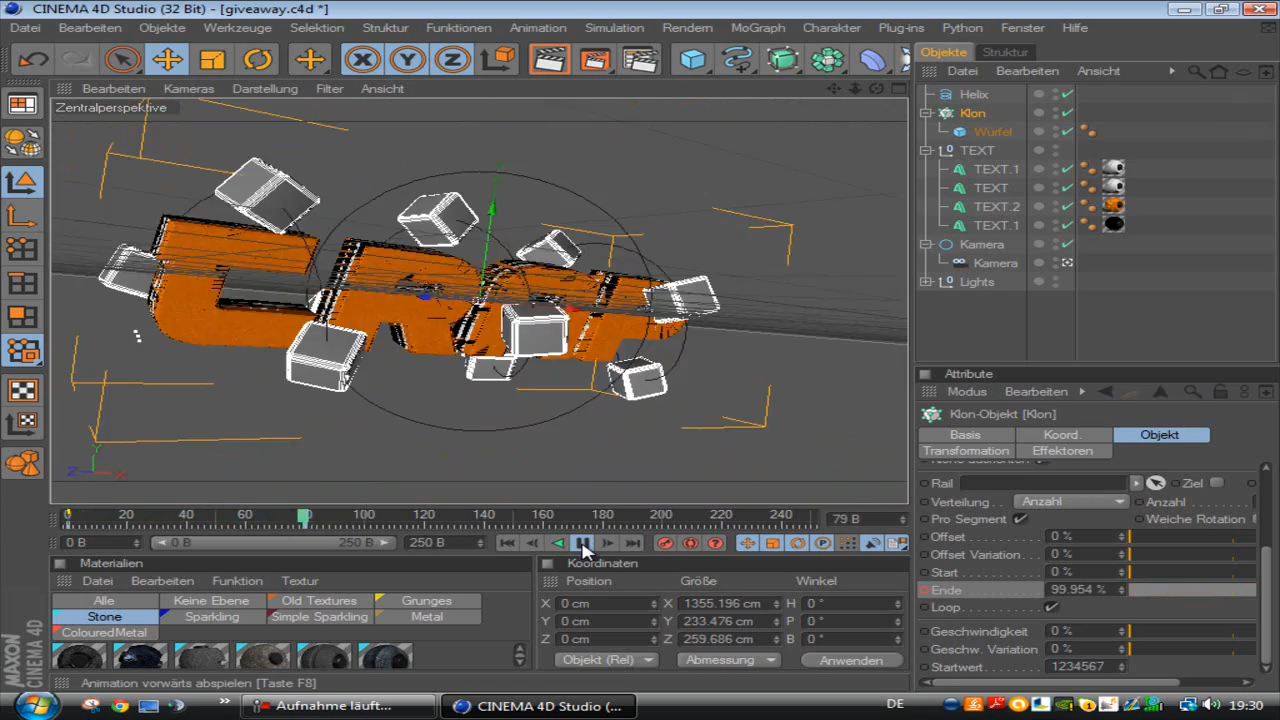 CINEMA 4D Studio (32 Bit) - [giveaway.c4d *]
Datei Bearbeiten Objekte Werkzeuge Selektion Struktur Funktionen Animation Simulation Rendern MoGraph Charakter Plug-ins Python Fenster Hilfe
X Y Z
Objekte Struktur
Datei Bearbeiten Ansicht
Bearbeiten Kameras Darstellung Filter Ansicht
Zentralperspektive
Helix
Klon
Würfel
TEXT
TEXT.1
TEXT
TEXT.2
TEXT.1
Kamera
Kamera
Lights
Y
Z X
Attribute
Modus Bearbeiten
Klon-Objekt [Klon]
Basis Koord. Objekt
Transformation Effektoren
Rail Ziel
Verteilung Anzahl Anzahl
Pro Segment Weiche Rotation
Offset 0 %
Offset Variation 0 %
Start 0 %
Ende 99.954 %
Loop
Geschwindigkeit 0 %
Geschw. Variation 0 %
Startwert 1234567
0 20 40 60 80 100 120 140 160 180 200 220 240 79 B
0 B 0 B 250 B 250 B
Materialien
Datei Bearbeiten Funktion Textur
Alle Keine Ebene Old Textures Grunges
Stone Sparkling Simple Sparkling Metal
ColouredMetal
Koordinaten
Position Größe Winkel
X 0 cm X 1355.196 cm H 0 °
Y 0 cm Y 233.476 cm P 0 °
Z 0 cm Z 259.686 cm B 0 °
Objekt (Rel) Abmessung Anwenden
MAXON CINEMA 4D
Animation vorwärts abspielen [Taste F8]
Aufnahme läuft...
CINEMA 4D Studio (...
DE
19:30